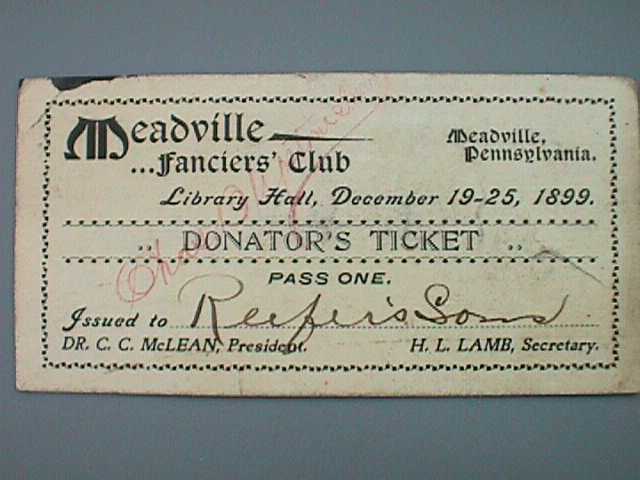 Meadville
...Fanciers' Club
Meadville,
Pennsylvania.
Library Hall, December 19-25, 1899.
.. DONATOR'S TICKET ..
PASS ONE.
Issued to Reefer's Sons
DR. C. C. McLEAN, President.
H. L. LAMB, Secretary.